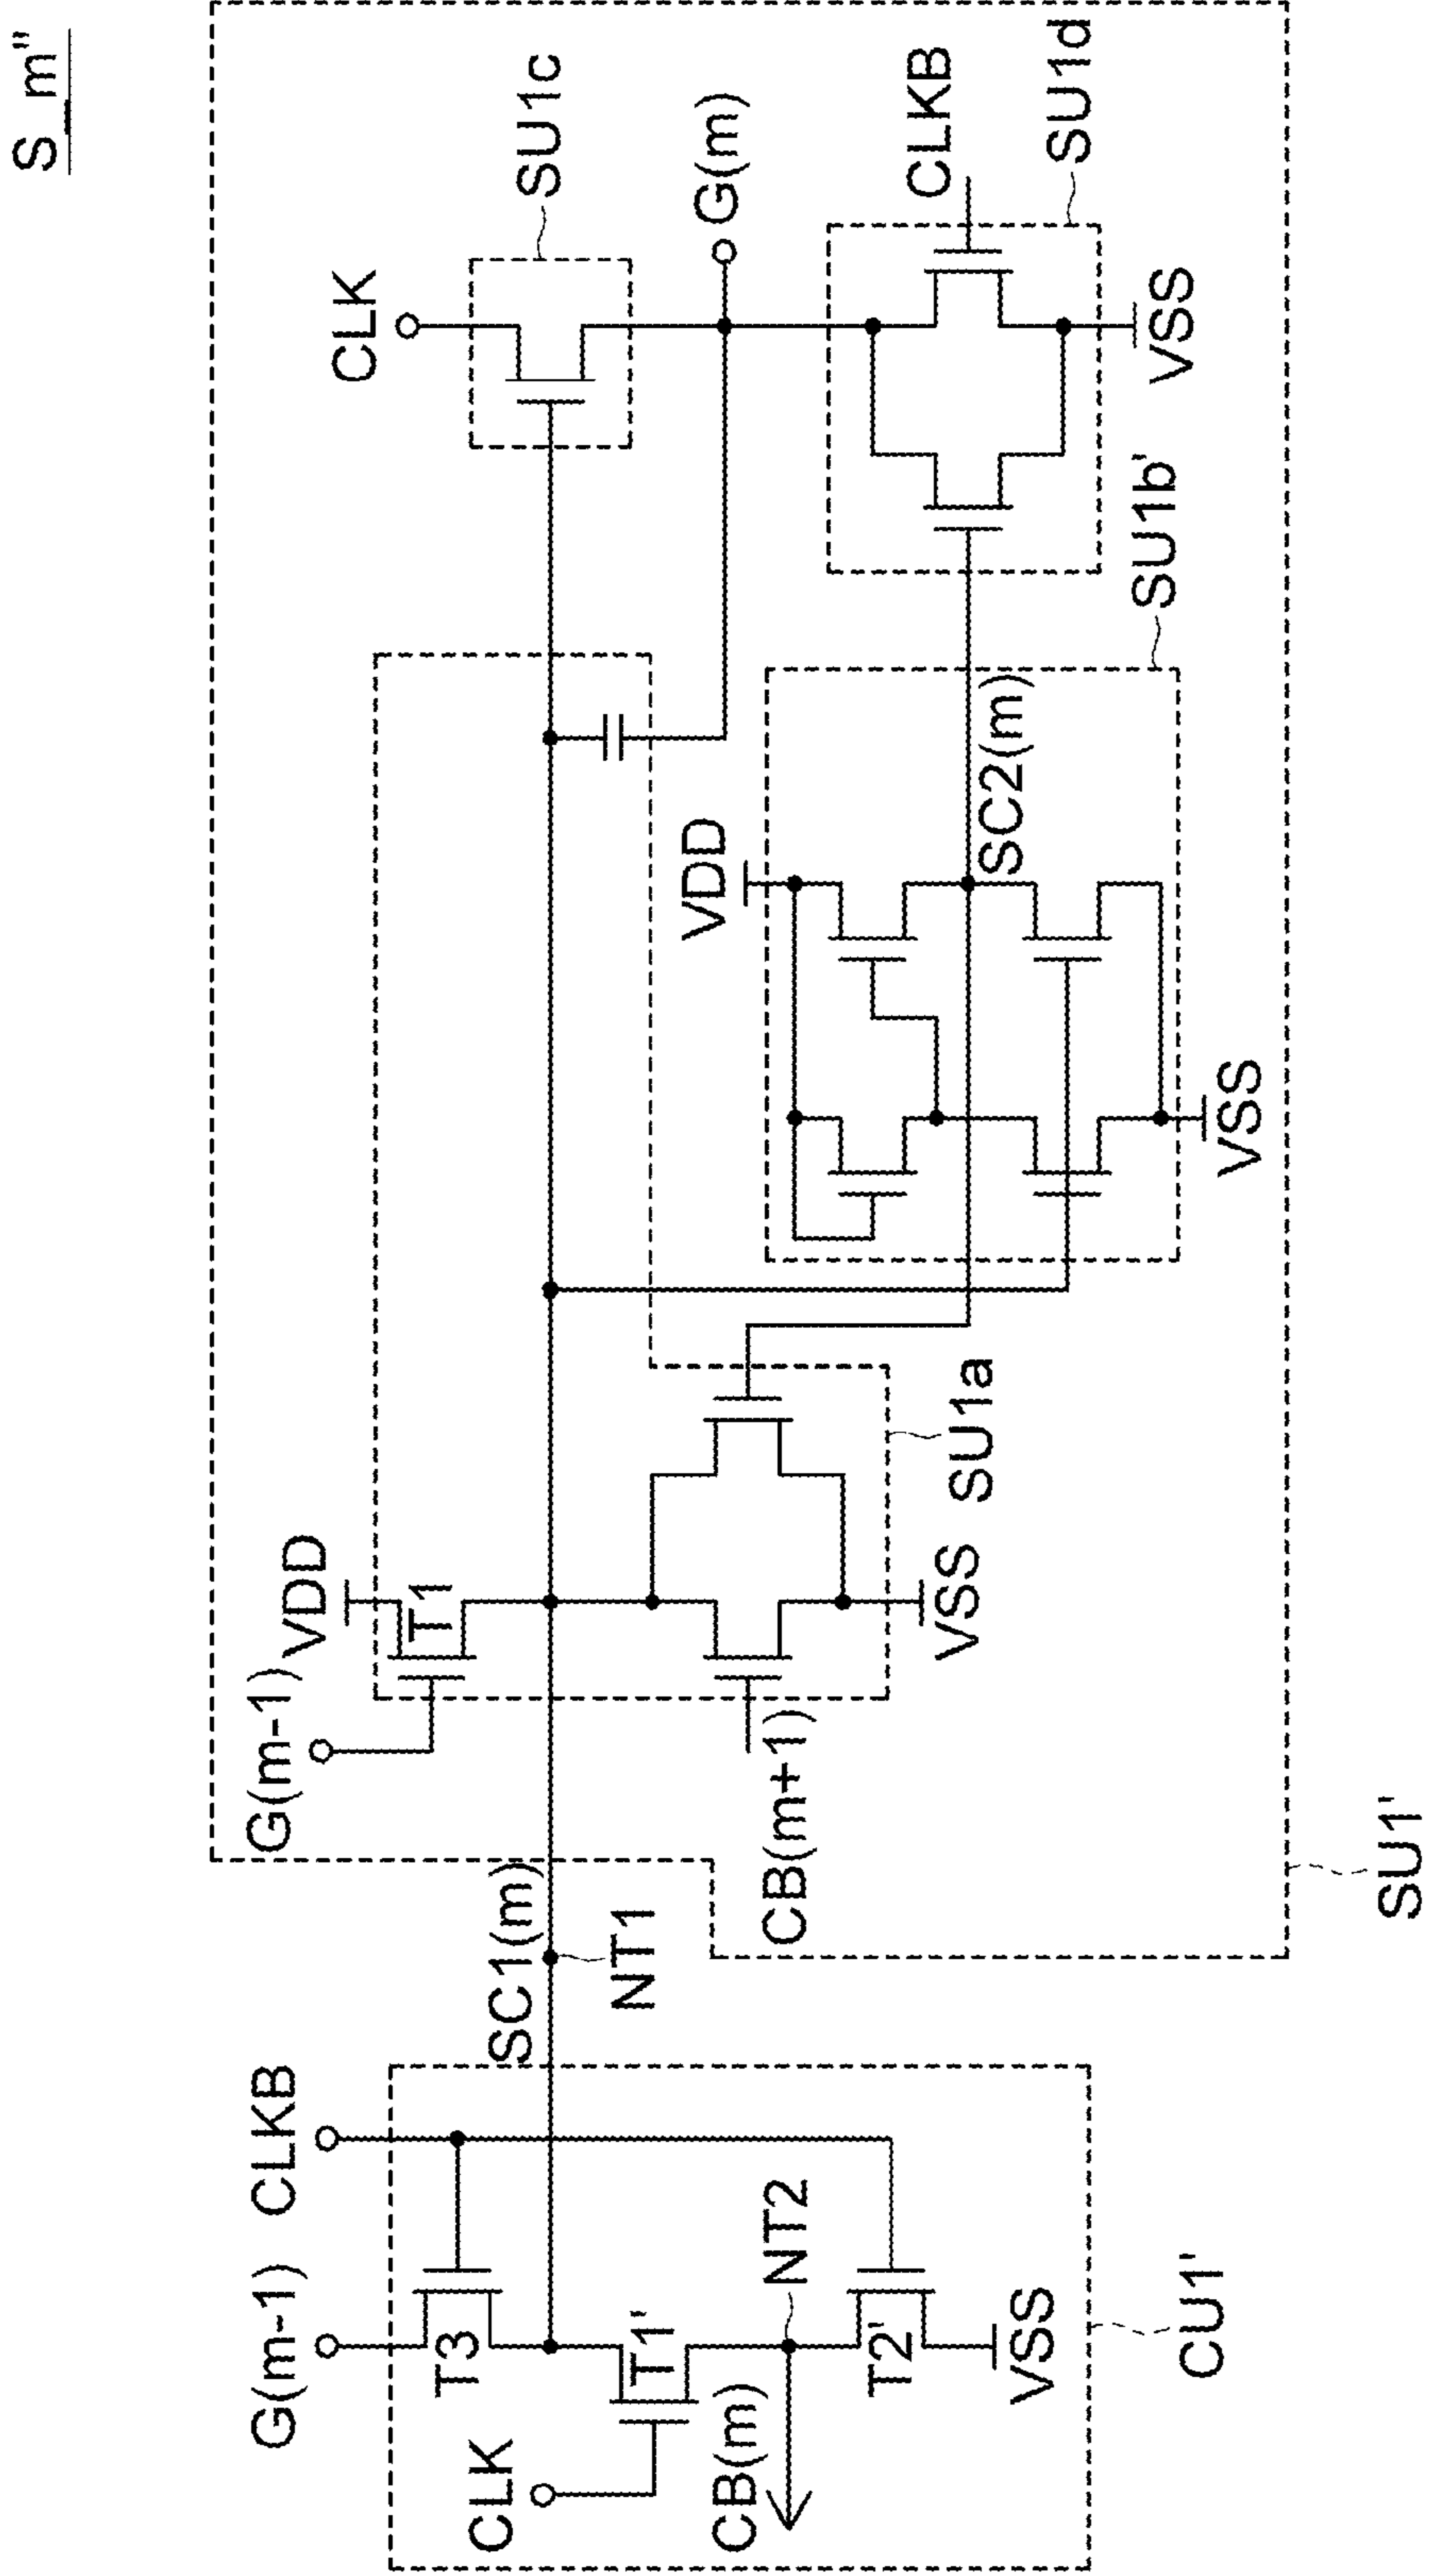 S_m''
CLK
SU1c
G(m)
CLKB
SU1d
VSS
SU1b'
VDD
SC2(m)
VSS
G(m-1)
VDD
T1
SU1a
VSS
CB(m+1)
SU1'
SC1(m)
NT1
G(m-1)
CLKB
T3
CLK
T1'
CB(m)
NT2
T2'
VSS
CU1'